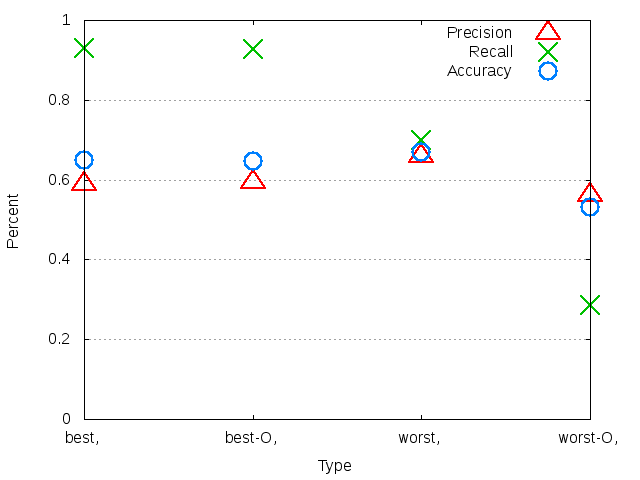 1
0.8
0.6
0.4
0.2
0
Percent
Precision
Recall
Accuracy
best,
best-O,
worst,
worst-O,
Type